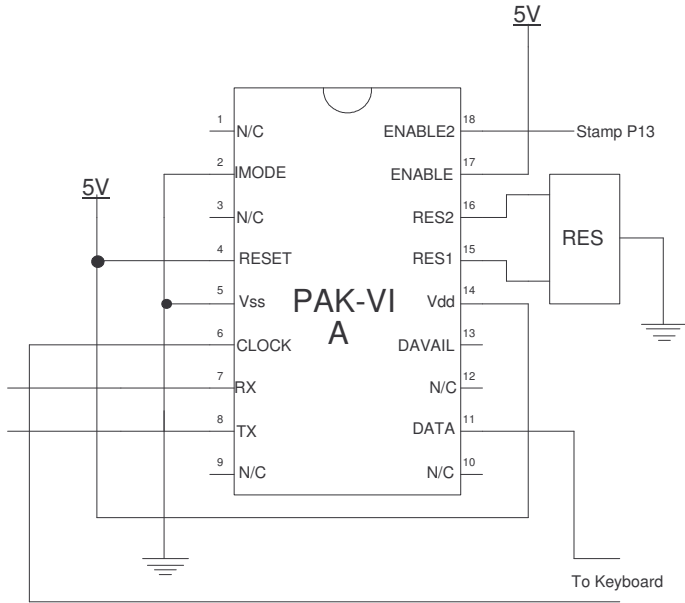 5V
1
N/C
ENABLE2
18
Stamp P13
2
IMODE
ENABLE
17
5V
3
N/C
RES2
16
RES
4
RESET
RES1
15
5
Vss
PAK-VI
A
Vdd
14
6
CLOCK
DAVAIL
13
7
RX
N/C
12
8
TX
DATA
11
9
N/C
N/C
10
To Keyboard